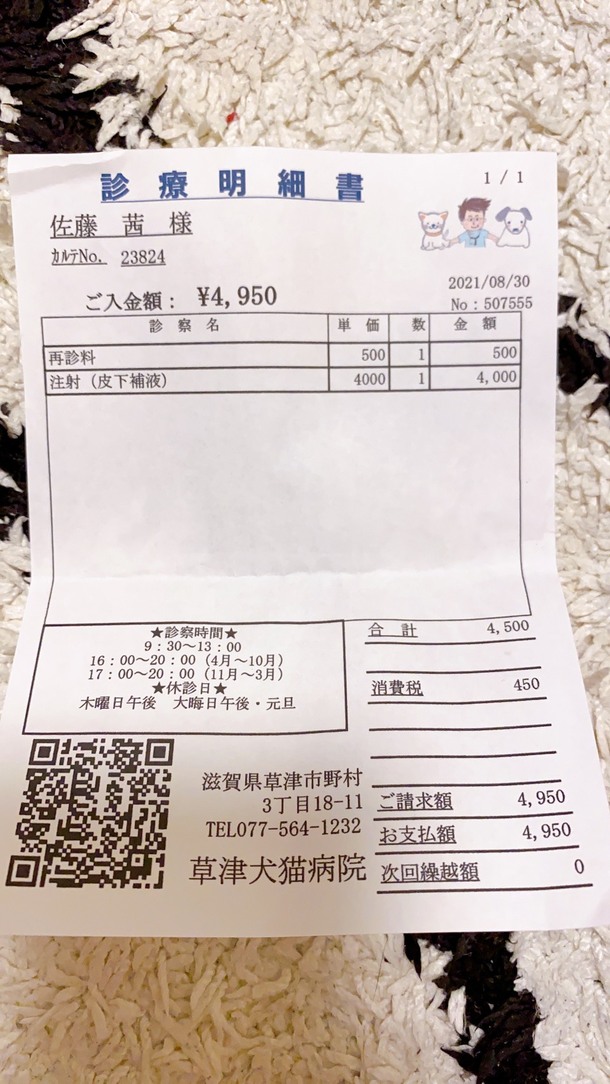 1 / 1
診療明細書
佐藤 茜 様
ｶﾙﾃNo. 23824
2021/08/30
ご入金額： ¥4,950
No：507555
診察名 単価 数 金額
再診料 500 1 500
注射（皮下補液） 4000 1 4,000
合計 4,500
消費税 450
ご請求額 4,950
お支払額 4,950
次回繰越額 0
★診察時間★
9：30～13：00
16：00～20：00（4月～10月）
17：00～20：00（11月～3月）
★休診日★
木曜日午後 大晦日午後・元旦
滋賀県草津市野村
3丁目18-11
TEL077-564-1232
草津犬猫病院